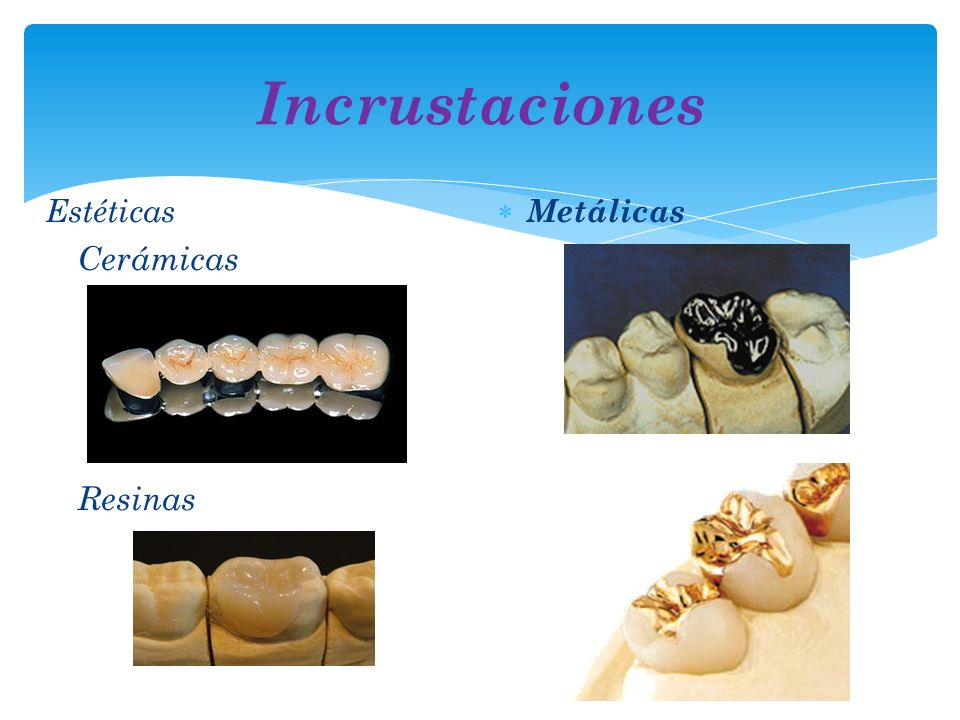 Incrustaciones
Estéticas
Cerámicas
Resinas
* Metálicas